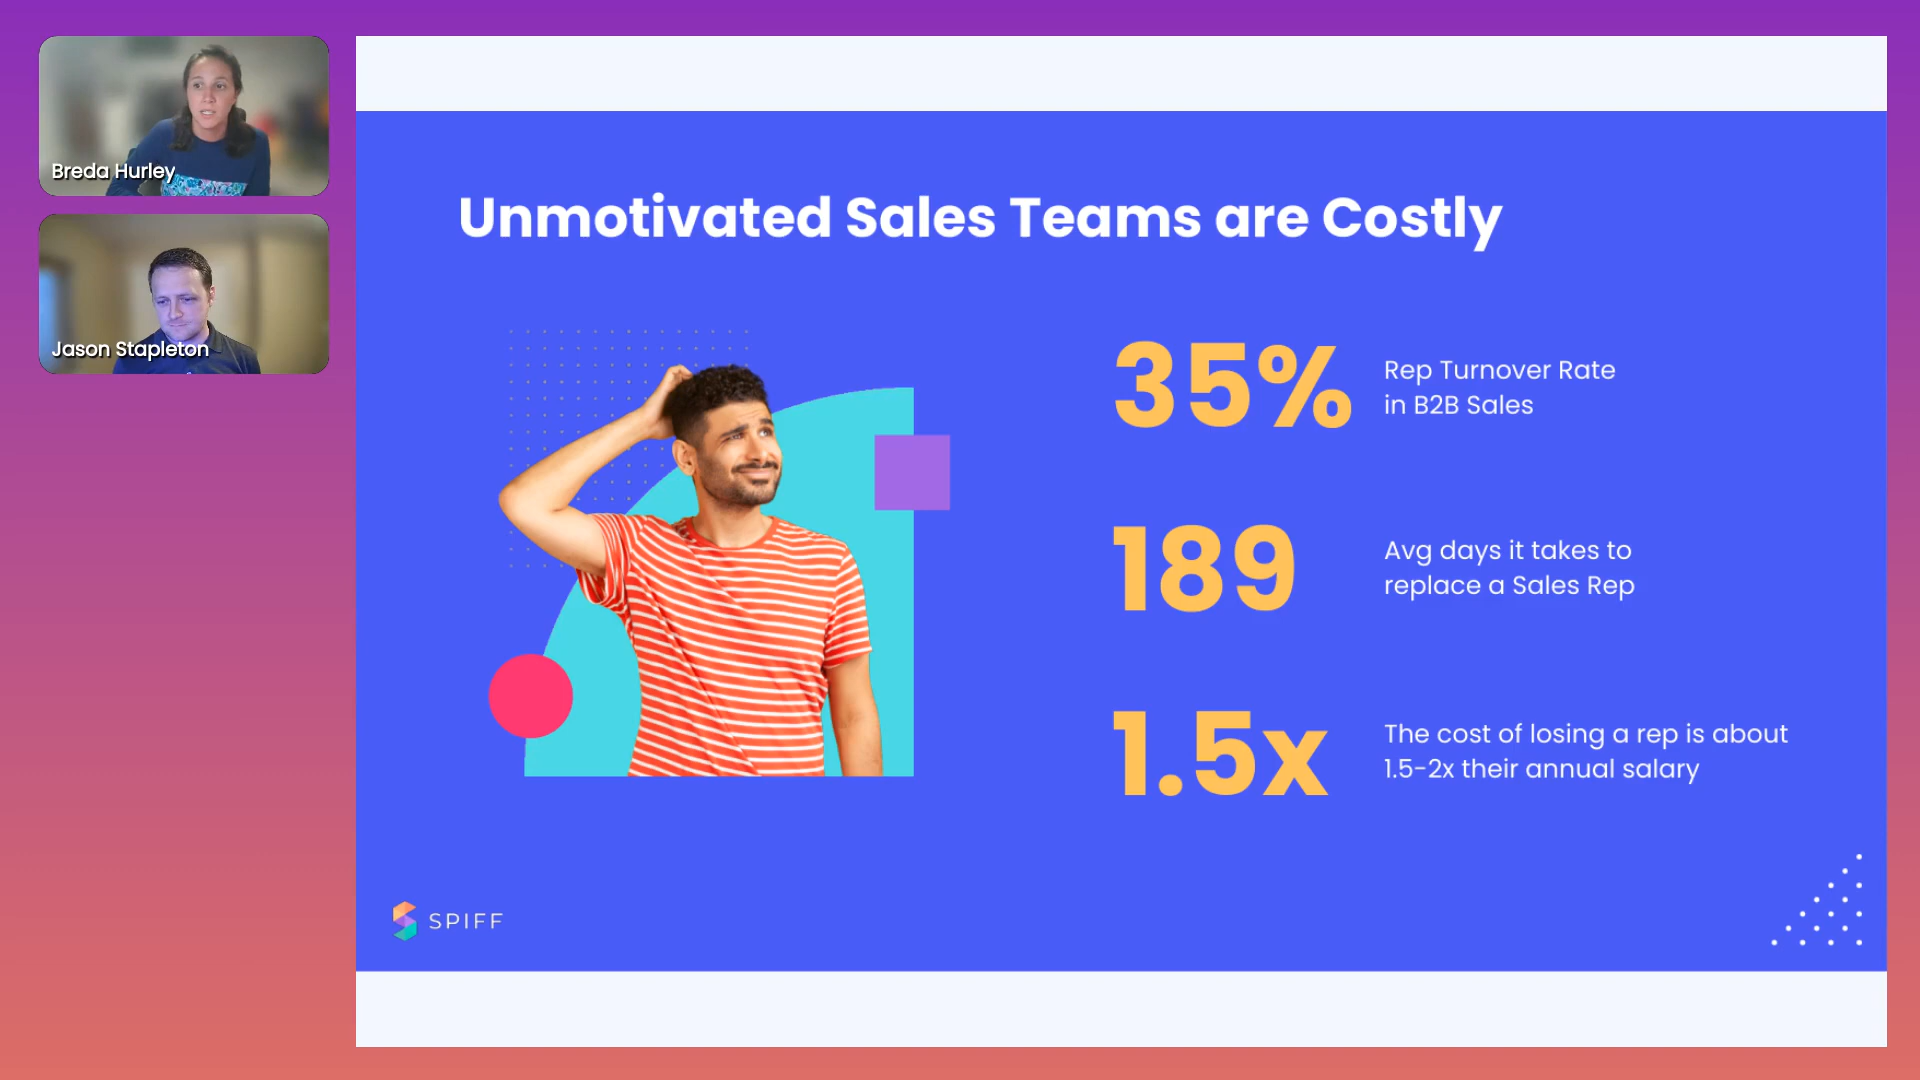 Breda Hurley
Jason Stapleton
Unmotivated Sales Teams are Costly
35%
Rep Turnover Rate
in B2B Sales
189
Avg days it takes to
replace a Sales Rep
1.5x
The cost of losing a rep is about
1.5-2x their annual salary
SPIFF